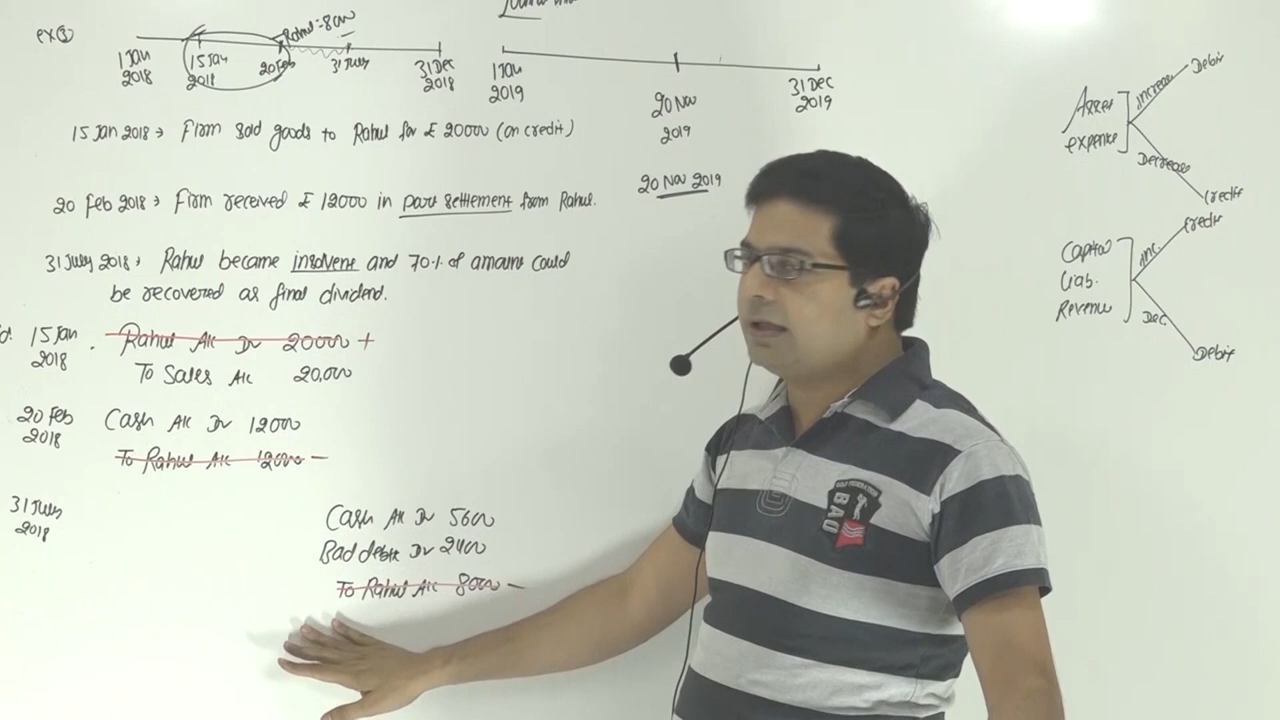 ex③
Rahul = 8000
1 Jan 2018
15 Jan 2018
20 Feb
31 July
31 Dec 2018
1 Jan 2019
20 Nov 2019
31 Dec 2019
15 Jan 2018 → Firm sold goods to Rahul for £ 20000 (on credit)
20 Feb 2018 → Firm received £ 12000 in part settlement from Rahul.
20 Nov 2019
31 July 2018 → Rahul became insolvent and 70% of amount could
be recovered as final dividend.
15 Jan 2018 . Rahul A/c Dr 20000 +
To Sales A/c 20,000
20 Feb 2018 Cash A/c Dr 12000
To Rahul A/c 12000 –
31 July 2018
Cash A/c Dr 5600
Bad debts Dr 2400
To Rahul A/c 8000 –
Asset
expense
increase
Debit
Decrease
Credit
Capital
Liab.
Revenue
Inc
Credit
Dec
Debit
GOLF FEDERATION
BAD